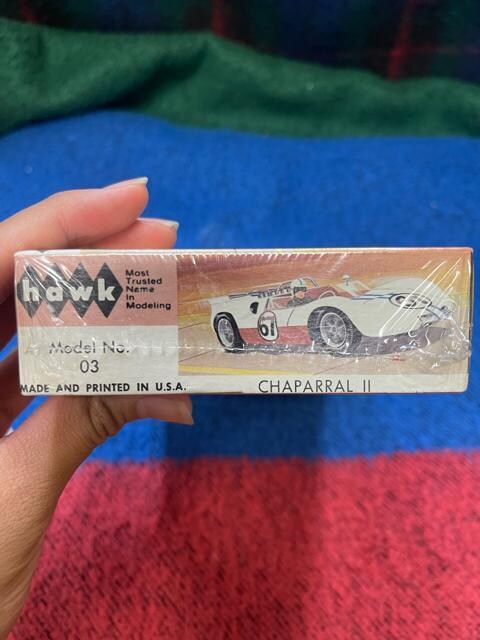 hawk
Most
Trusted
Name
In
Modeling
Model No.
03
MADE AND PRINTED IN U.S.A.
61
CHAPARRAL II